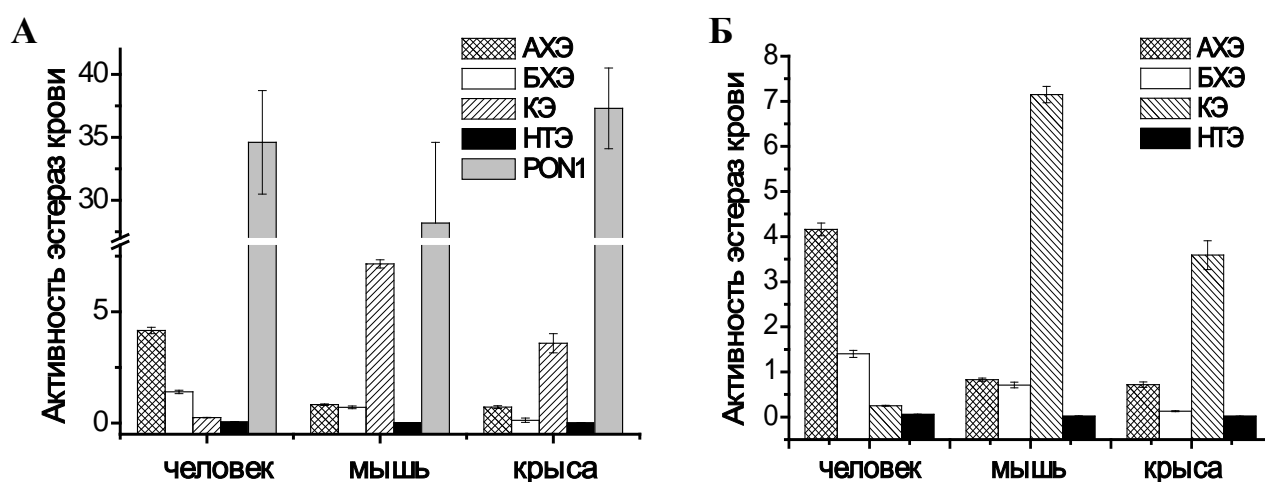 А
Активность эстераз крови
40
35
30
5
0
АХЭ
БХЭ
КЭ
НТЭ
PON1
человек
мышь
крыса
Б
Активность эстераз крови
8
7
6
5
4
3
2
1
0
АХЭ
БХЭ
КЭ
НТЭ
человек
мышь
крыса